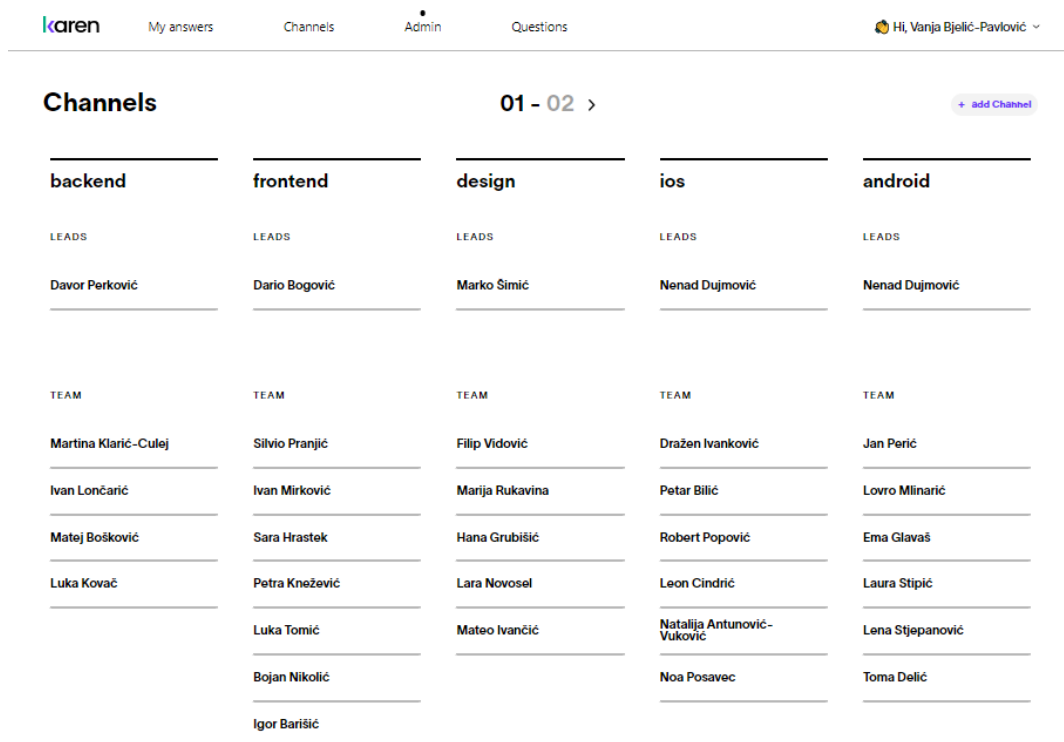 karen My answers Channels Admin Questions Hi, Vanja Bjelić-Pavlović
Channels 01 - 02 > + add Channel
backend frontend design ios android
LEADS LEADS LEADS LEADS LEADS
Davor Perković Dario Bogović Marko Šimić Nenad Dujmović Nenad Dujmović
TEAM TEAM TEAM TEAM TEAM
Martina Klarić-Culej Silvio Pranjić Filip Vidović Dražen Ivanković Jan Perić
Ivan Lončarić Ivan Mirković Marija Rukavina Petar Bilić Lovro Mlinarić
Matej Bošković Sara Hrastek Hana Grubišić Robert Popović Ema Glavaš
Luka Kovač Petra Knežević Lara Novosel Leon Cindrić Laura Stipić
Luka Tomić Mateo Ivančić Natalija Antunović-
Vuković Lena Stjepanović
Bojan Nikolić Noa Posavec Toma Delić
Igor Barišić